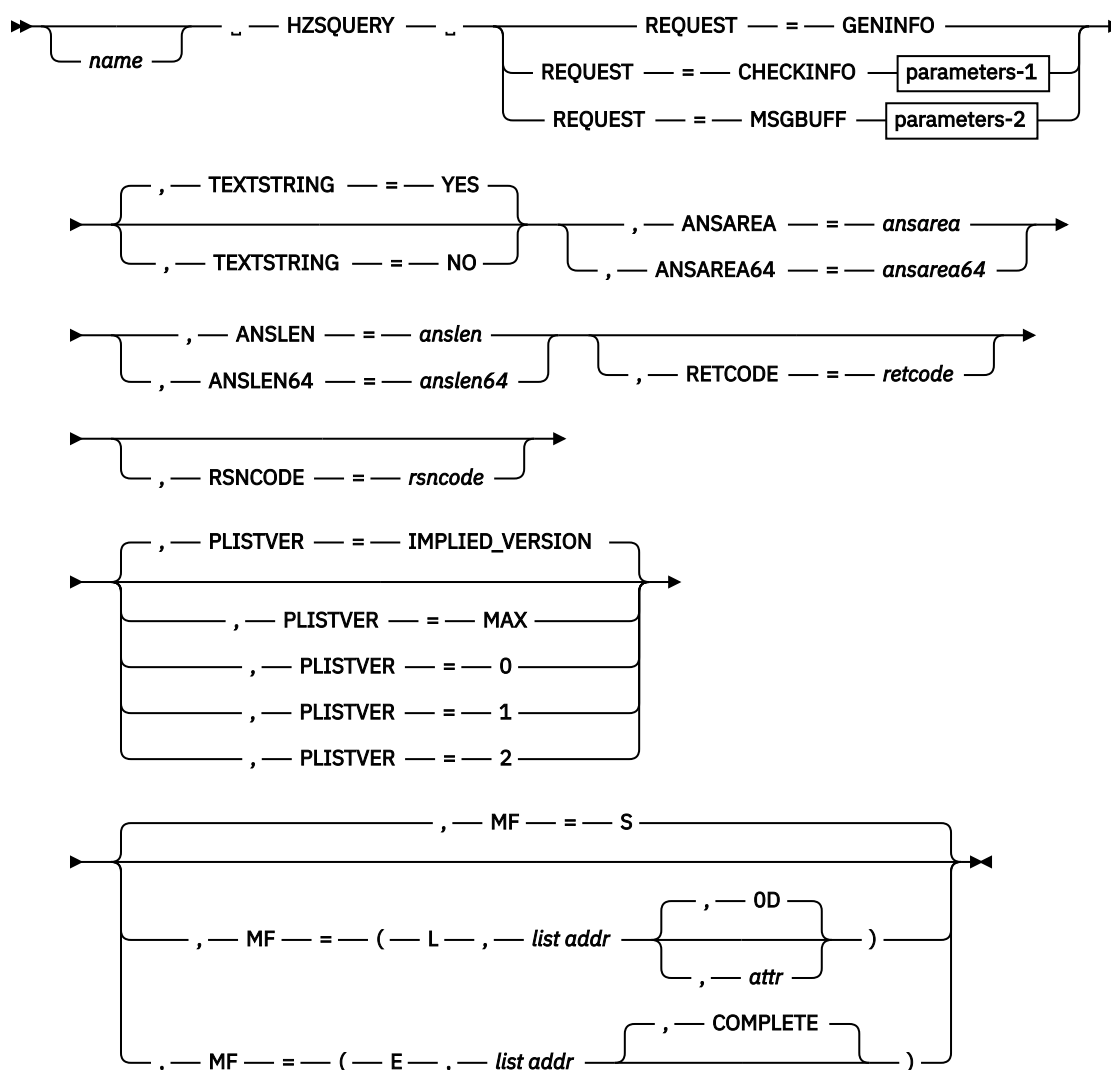 name ␣ HZSQUERY ␣ REQUEST = GENINFO
REQUEST = CHECKINFO parameters-1
REQUEST = MSGBUFF parameters-2
, TEXTSTRING = YES
, TEXTSTRING = NO
, ANSAREA = ansarea
, ANSAREA64 = ansarea64
, ANSLEN = anslen
, ANSLEN64 = anslen64
, RETCODE = retcode
, RSNCODE = rsncode
, PLISTVER = IMPLIED_VERSION
, PLISTVER = MAX
, PLISTVER = 0
, PLISTVER = 1
, PLISTVER = 2
, MF = S
, MF = ( L , list addr , 0D )
, attr
, MF = ( E , list addr , COMPLETE )